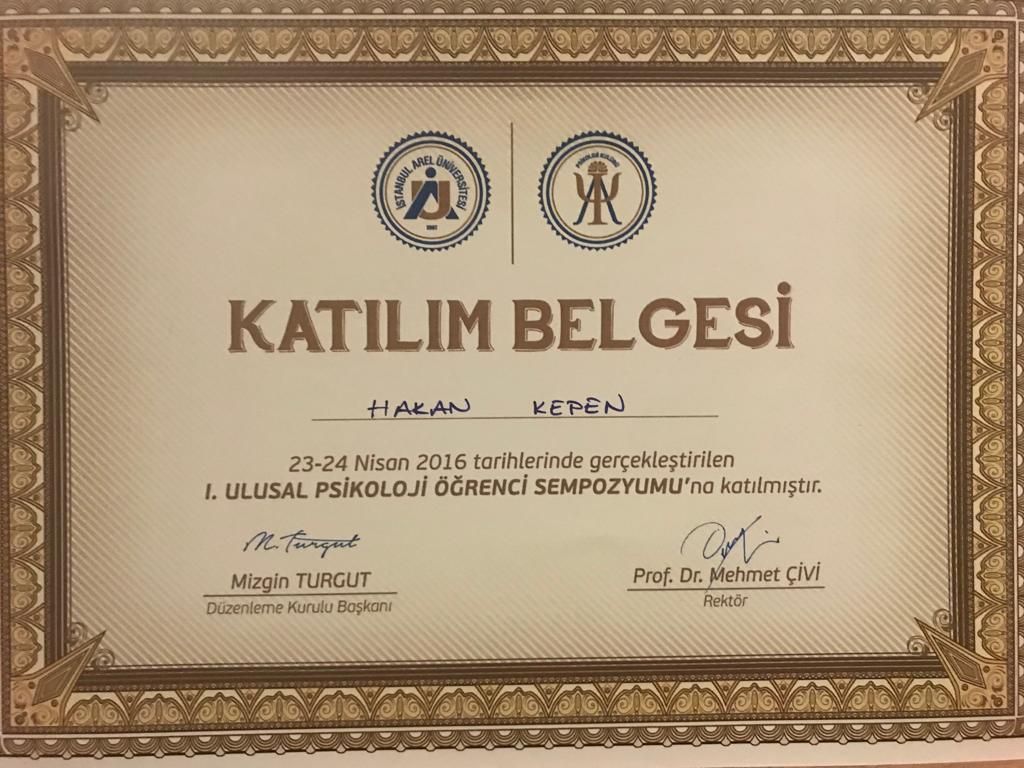 İSTANBUL AREL ÜNİVERSİTESİ
PSİKOLOJİ KULÜBÜ
KATILIM BELGESİ
HAKAN KEPEN
23-24 Nisan 2016 tarihlerinde gerçekleştirilen
I. ULUSAL PSİKOLOJİ ÖĞRENCİ SEMPOZYUMU'na katılmıştır.
M. Turgut
Mizgin TURGUT
Düzenleme Kurulu Başkanı
Prof. Dr. Mehmet ÇİVİ
Rektör